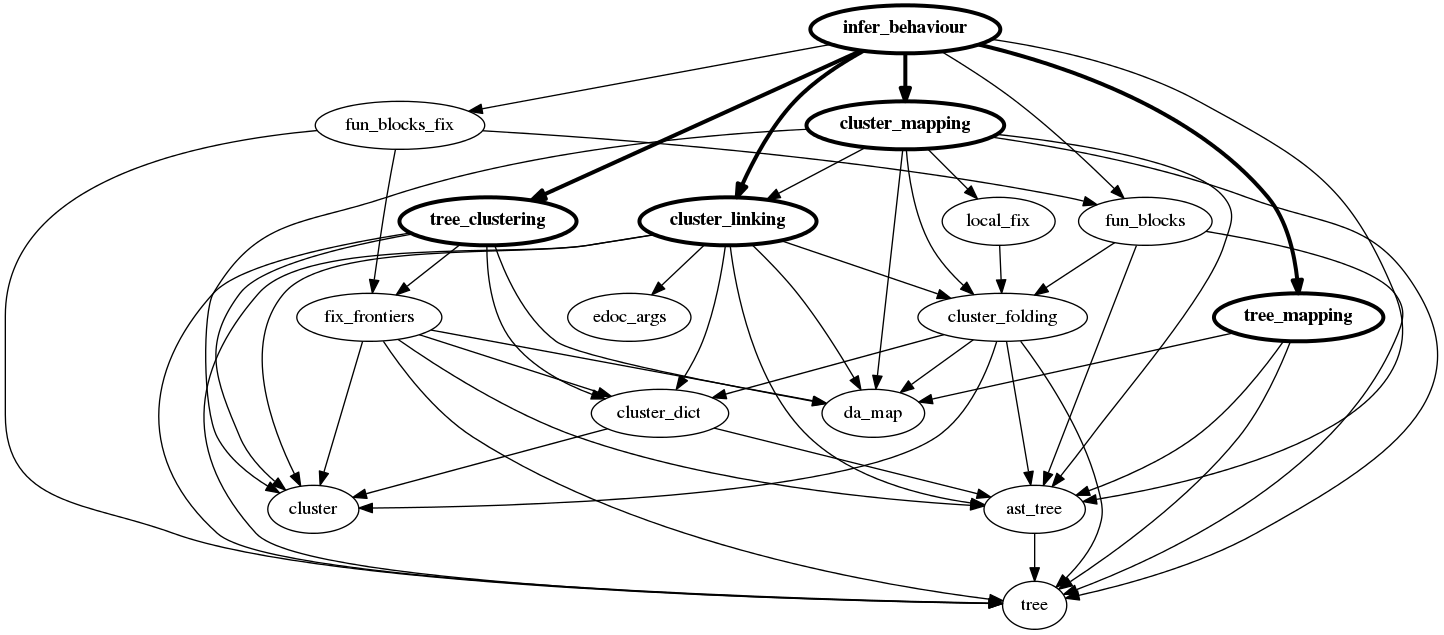 infer_behaviour
fun_blocks_fix
cluster_mapping
tree_clustering
cluster_linking
local_fix
fun_blocks
fix_frontiers
edoc_args
cluster_folding
tree_mapping
cluster_dict
da_map
cluster
ast_tree
tree